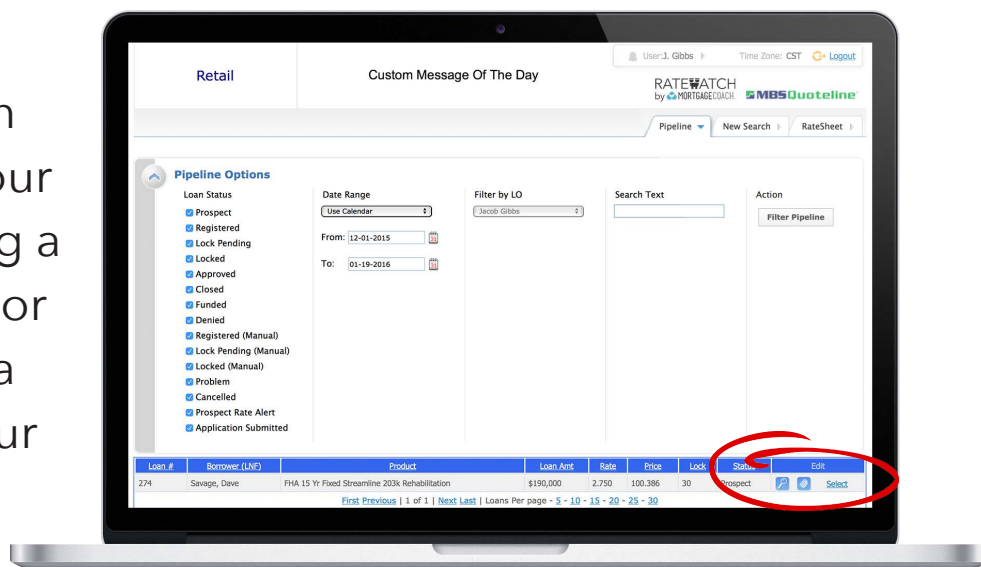 n
our
g a
or
a
ur
User:J. Gibbs Time Zone: CST Logout
Retail
Custom Message Of The Day
RATEWATCH
by MORTGAGECOACH.
MBSQuoteline
Pipeline New Search RateSheet
Pipeline Options
Loan Status
Prospect
Registered
Lock Pending
Locked
Approved
Closed
Funded
Denied
Registered (Manual)
Lock Pending (Manual)
Locked (Manual)
Problem
Cancelled
Prospect Rate Alert
Application Submitted
Date Range
Use Calendar
From: 12-01-2015
To: 01-19-2016
Filter by LO
Jacob Gibbs
Search Text
Action
Filter Pipeline
Loan # Borrower (LNF) Product Loan Amt Rate Price Lock Status Edit
274 Savage, Dave FHA 15 Yr Fixed Streamline 203k Rehabilitation $190,000 2.750 100.386 30 Prospect Select
First Previous | 1 of 1 | Next Last | Loans Per page - 5 - 10 - 15 - 20 - 25 - 30